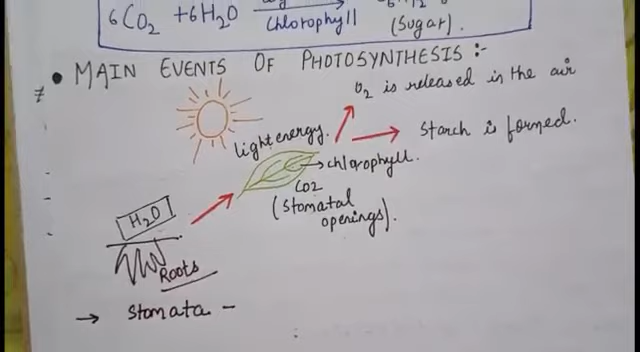 6CO2 + 6H2O Chlorophyll (Sugar)
• MAIN EVENTS OF PHOTOSYNTHESIS :-
O2 is released in the air
light energy.
Starch is formed.
chlorophyll.
CO2
(Stomatal
openings).
H2O
Roots
→ Stomata -